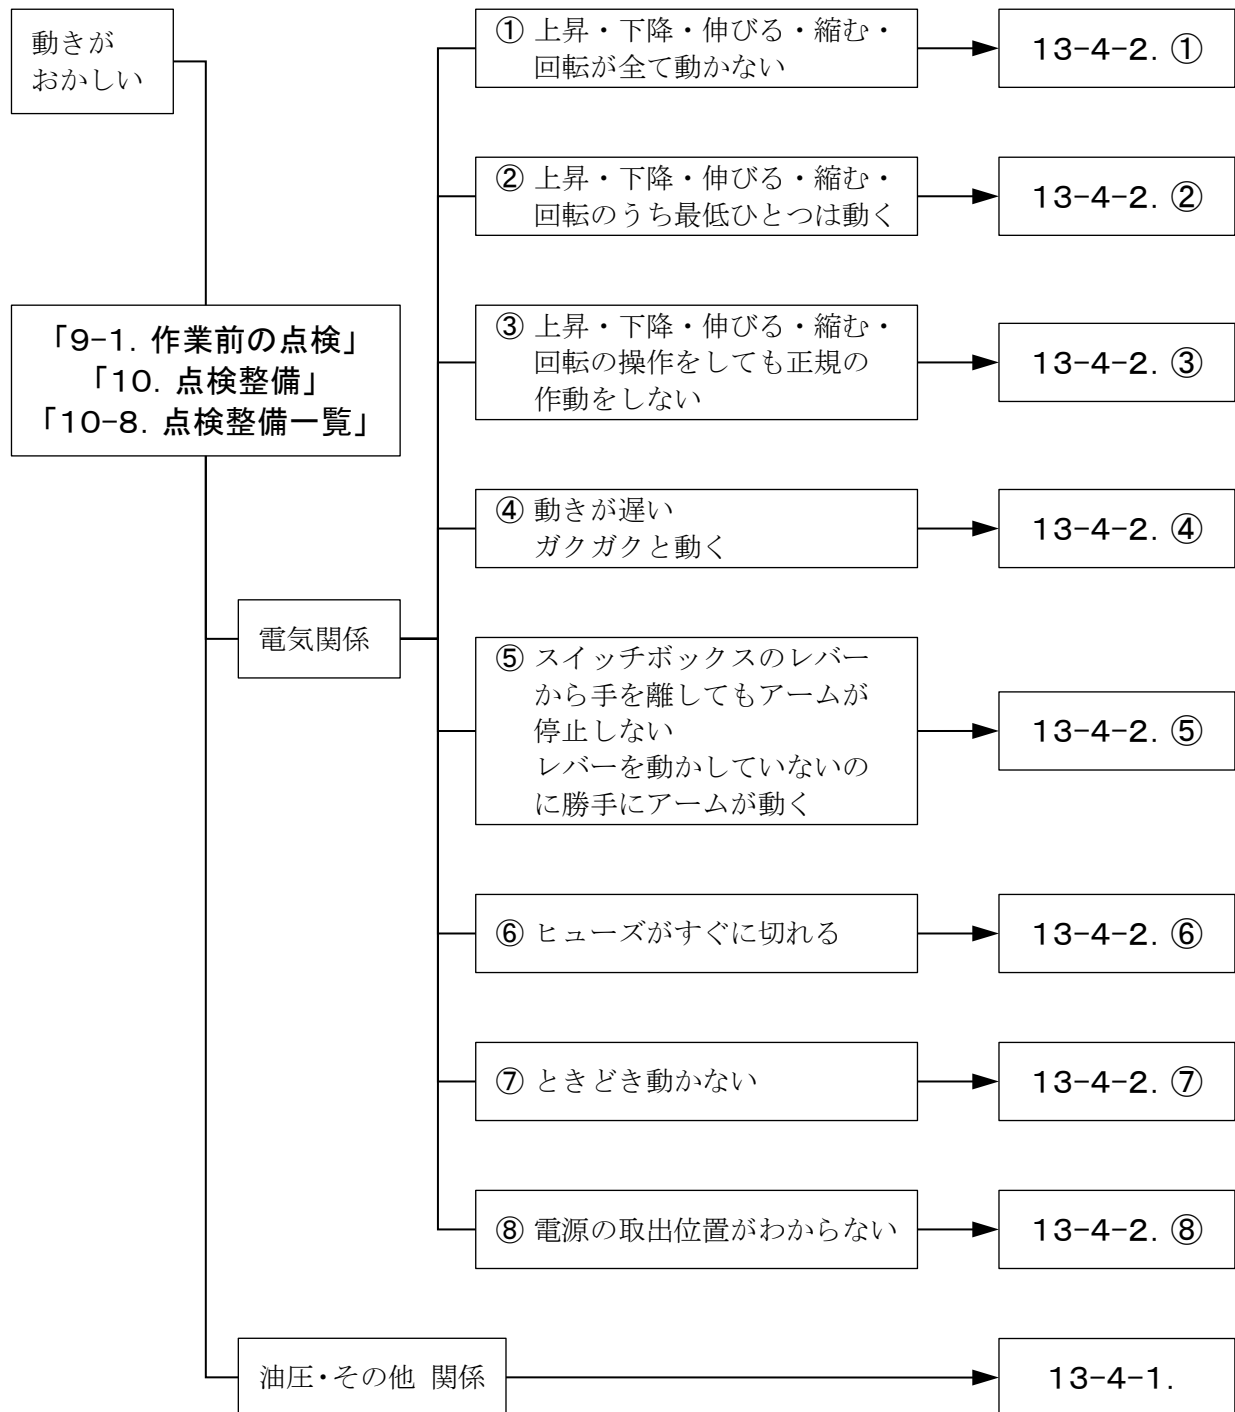 動きが
おかしい
「9-1. 作業前の点検」
「10. 点検整備」
「10-8. 点検整備一覧」
電気関係
① 上昇・下降・伸びる・縮む・
回転が全て動かない
13-4-2. ①
② 上昇・下降・伸びる・縮む・
回転のうち最低ひとつは動く
13-4-2. ②
③ 上昇・下降・伸びる・縮む・
回転の操作をしても正規の
作動をしない
13-4-2. ③
④ 動きが遅い
ガクガクと動く
13-4-2. ④
⑤ スイッチボックスのレバー
から手を離してもアームが
停止しない
レバーを動かしていないの
に勝手にアームが動く
13-4-2. ⑤
⑥ ヒューズがすぐに切れる
13-4-2. ⑥
⑦ ときどき動かない
13-4-2. ⑦
⑧ 電源の取出位置がわからない
13-4-2. ⑧
油圧・その他 関係
13-4-1.